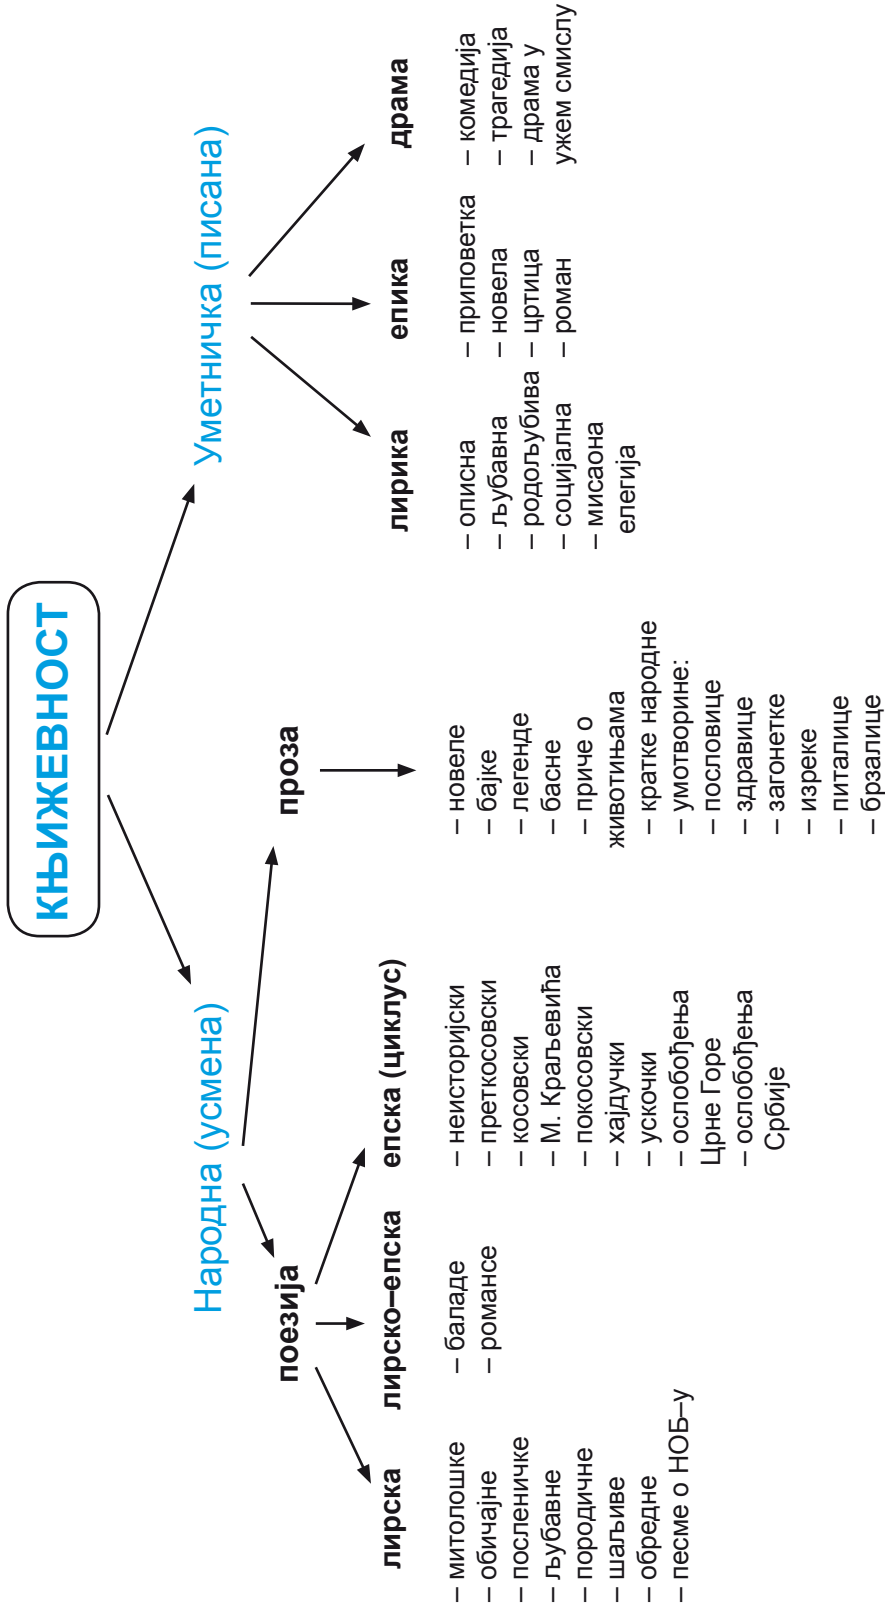 КЊИЖЕВНОСТ
Народна (усмена)
Уметничка (писана)
поезија
проза
лирска
лирско–епска
епска (циклус)
лирика
епика
драма
– митолошке
– обичајне
– посленичке
– љубавне
– породичне
– шаљиве
– обредне
– песме о НОБ–у
– баладе
– романсе
– неисторијски
– преткосовски
– косовски
– М. Краљевића
– покосовски
– хајдучки
– ускочки
– ослобођења
Црне Горе
– ослобођења
Србије
– новеле
– бајке
– легенде
– басне
– приче о
животињама
– кратке народне
– умотворине:
– пословице
– здравице
– загонетке
– изреке
– питалице
– брзалице
– описна
– љубавна
– родољубива
– социјална
– мисаона
елегија
– приповетка
– новела
– цртица
– роман
– комедија
– трагедија
– драма у
ужем смислу